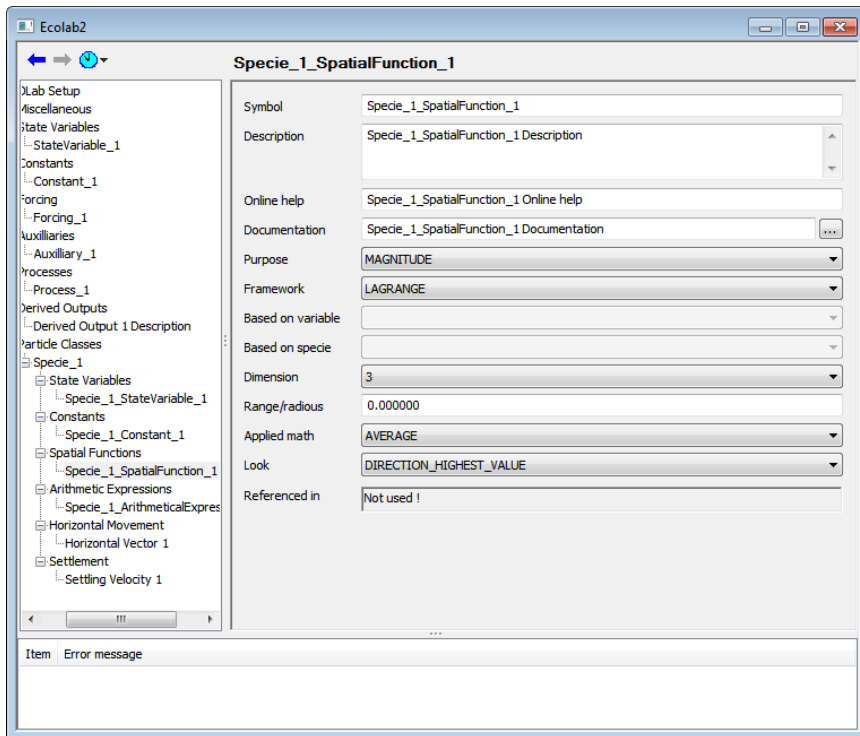 Ecolab2
Specie_1_SpatialFunction_1
Lab Setup
Miscellaneous
State Variables
StateVariable_1
Constants
Constant_1
Forcing
Forcing_1
Auxilliaries
Auxilliary_1
Processes
Process_1
Derived Outputs
Derived Output 1 Description
Particle Classes
Specie_1
State Variables
Specie_1_StateVariable_1
Constants
Specie_1_Constant_1
Spatial Functions
Specie_1_SpatialFunction_1
Arithmetic Expressions
Specie_1_ArithmeticalExpres
Horizontal Movement
Horizontal Vector 1
Settlement
Settling Velocity 1
Symbol Specie_1_SpatialFunction_1
Description Specie_1_SpatialFunction_1 Description
Online help Specie_1_SpatialFunction_1 Online help
Documentation Specie_1_SpatialFunction_1 Documentation ...
Purpose MAGNITUDE
Framework LAGRANGE
Based on variable
Based on specie
Dimension 3
Range/radious 0.000000
Applied math AVERAGE
Look DIRECTION_HIGHEST_VALUE
Referenced in Not used !
Item Error message